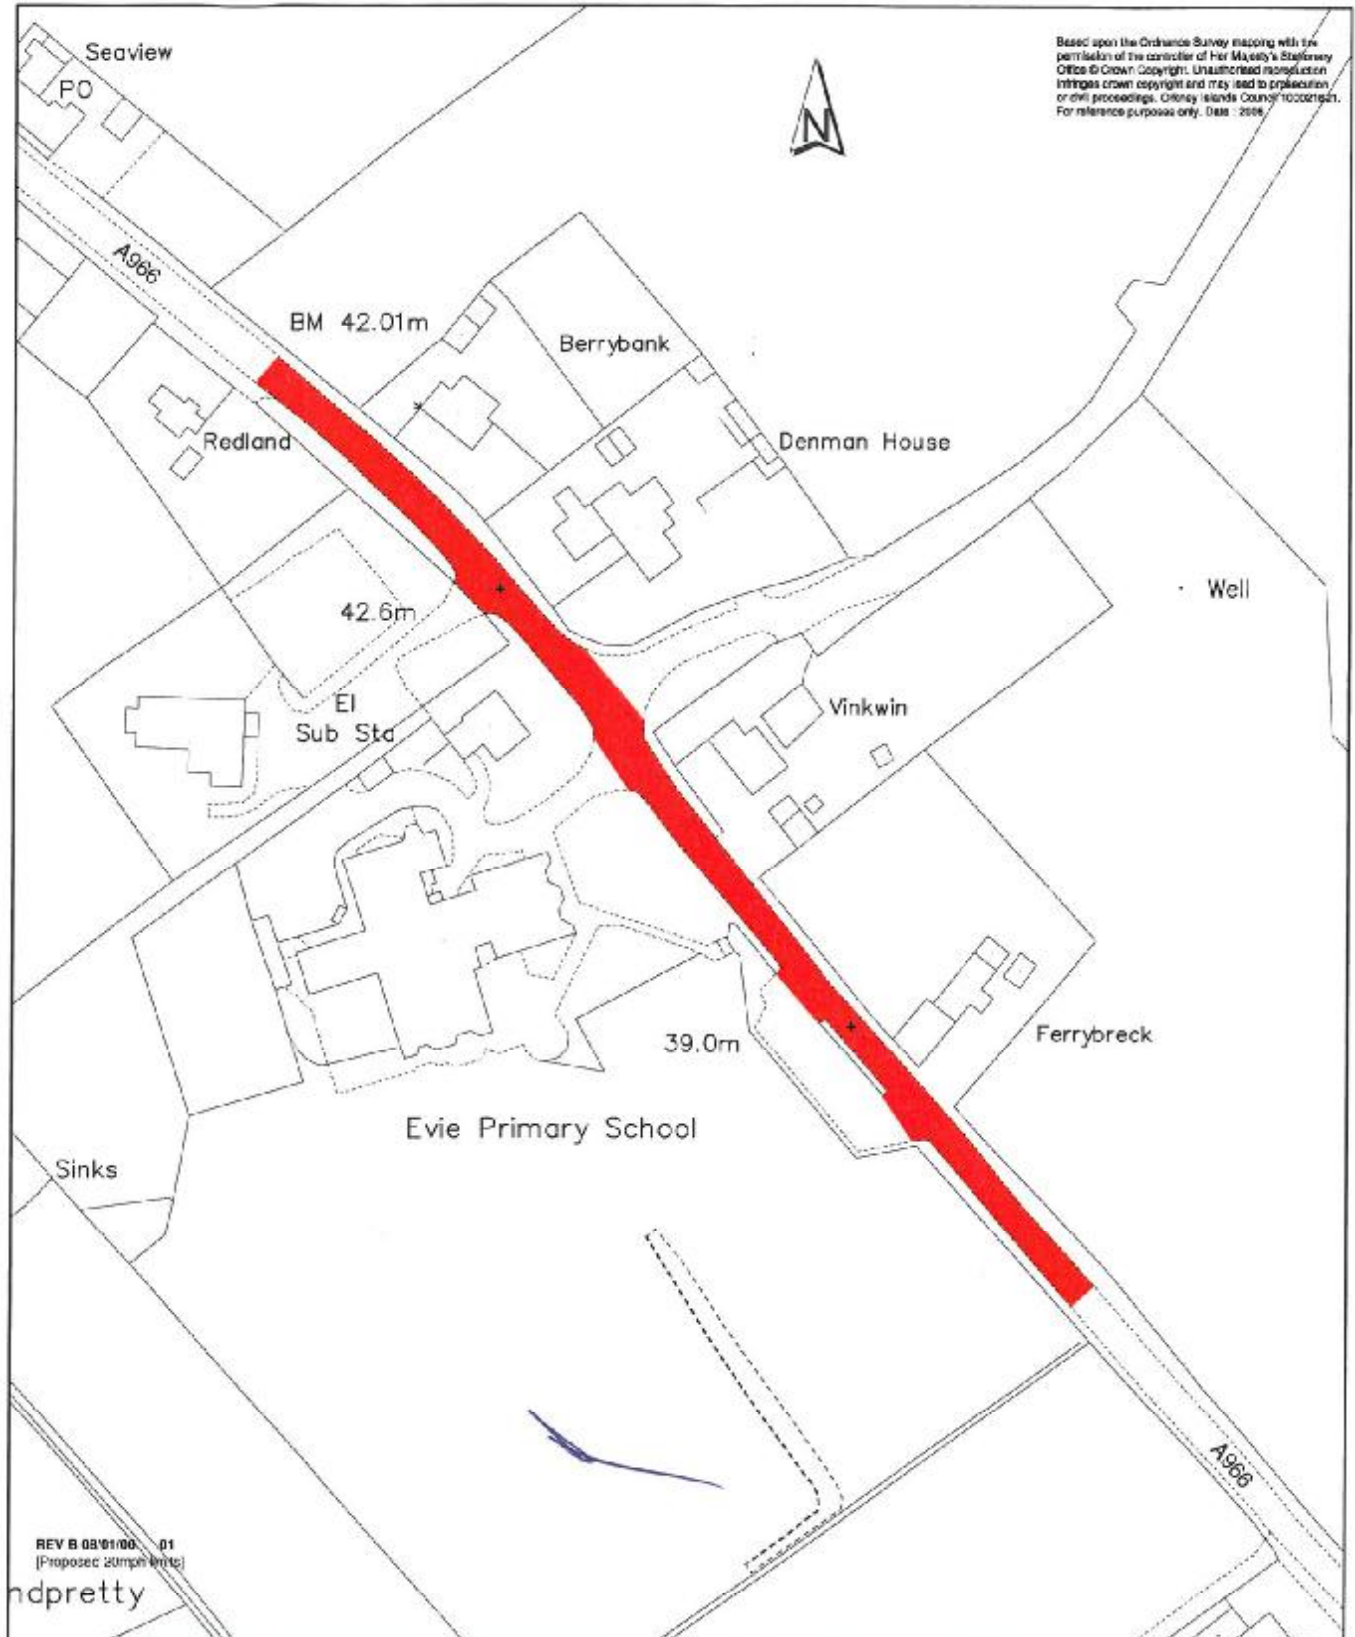 Seaview
PO
Based upon the Ordnance Survey mapping with the
permission of the controller of Her Majesty's Stationery
Office © Crown Copyright. Unauthorised reproduction
infringes crown copyright and may lead to prosecution
or civil proceedings. Orkney Islands Council
For reference purposes only. Date : 2006
N
A966
BM 42.01m
Berrybank
Redland
Denman House
Well
42.6m
El
Sub Sta
Vinkwin
39.0m
Ferrybreck
Evie Primary School
Sinks
A966
REV B 01
[Proposed 20mph limits]
ndpretty